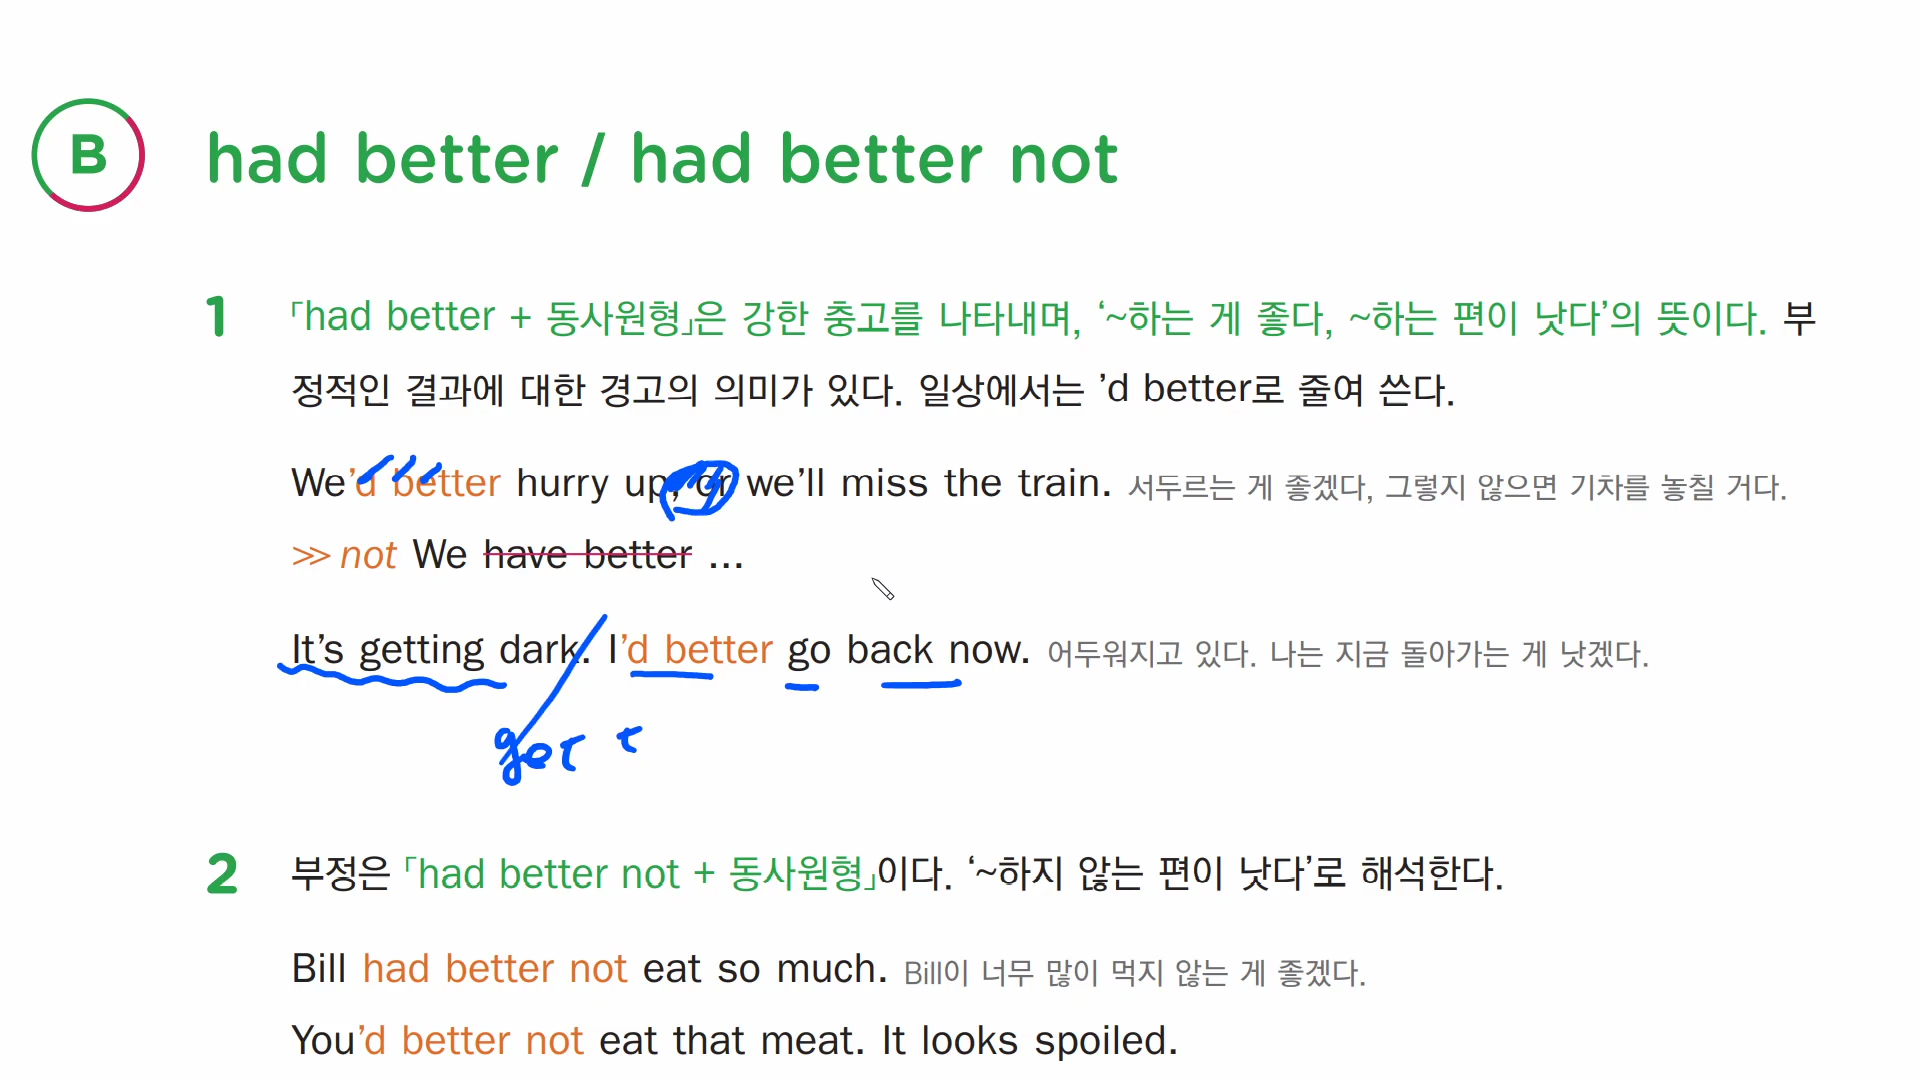 B had better / had better not
1 「had better + 동사원형」은 강한 충고를 나타내며, ‘~하는 게 좋다, ~하는 편이 낫다’의 뜻이다. 부
정적인 결과에 대한 경고의 의미가 있다. 일상에서는 ’d better로 줄여 쓴다.
We’d better hurry up, or we’ll miss the train. 서두르는 게 좋겠다, 그렇지 않으면 기차를 놓칠 거다.
>> not We have better ...
It’s getting dark. I’d better go back now. 어두워지고 있다. 나는 지금 돌아가는 게 낫겠다.
get
2 부정은 「had better not + 동사원형」이다. ‘~하지 않는 편이 낫다’로 해석한다.
Bill had better not eat so much. Bill이 너무 많이 먹지 않는 게 좋겠다.
You’d better not eat that meat. It looks spoiled.